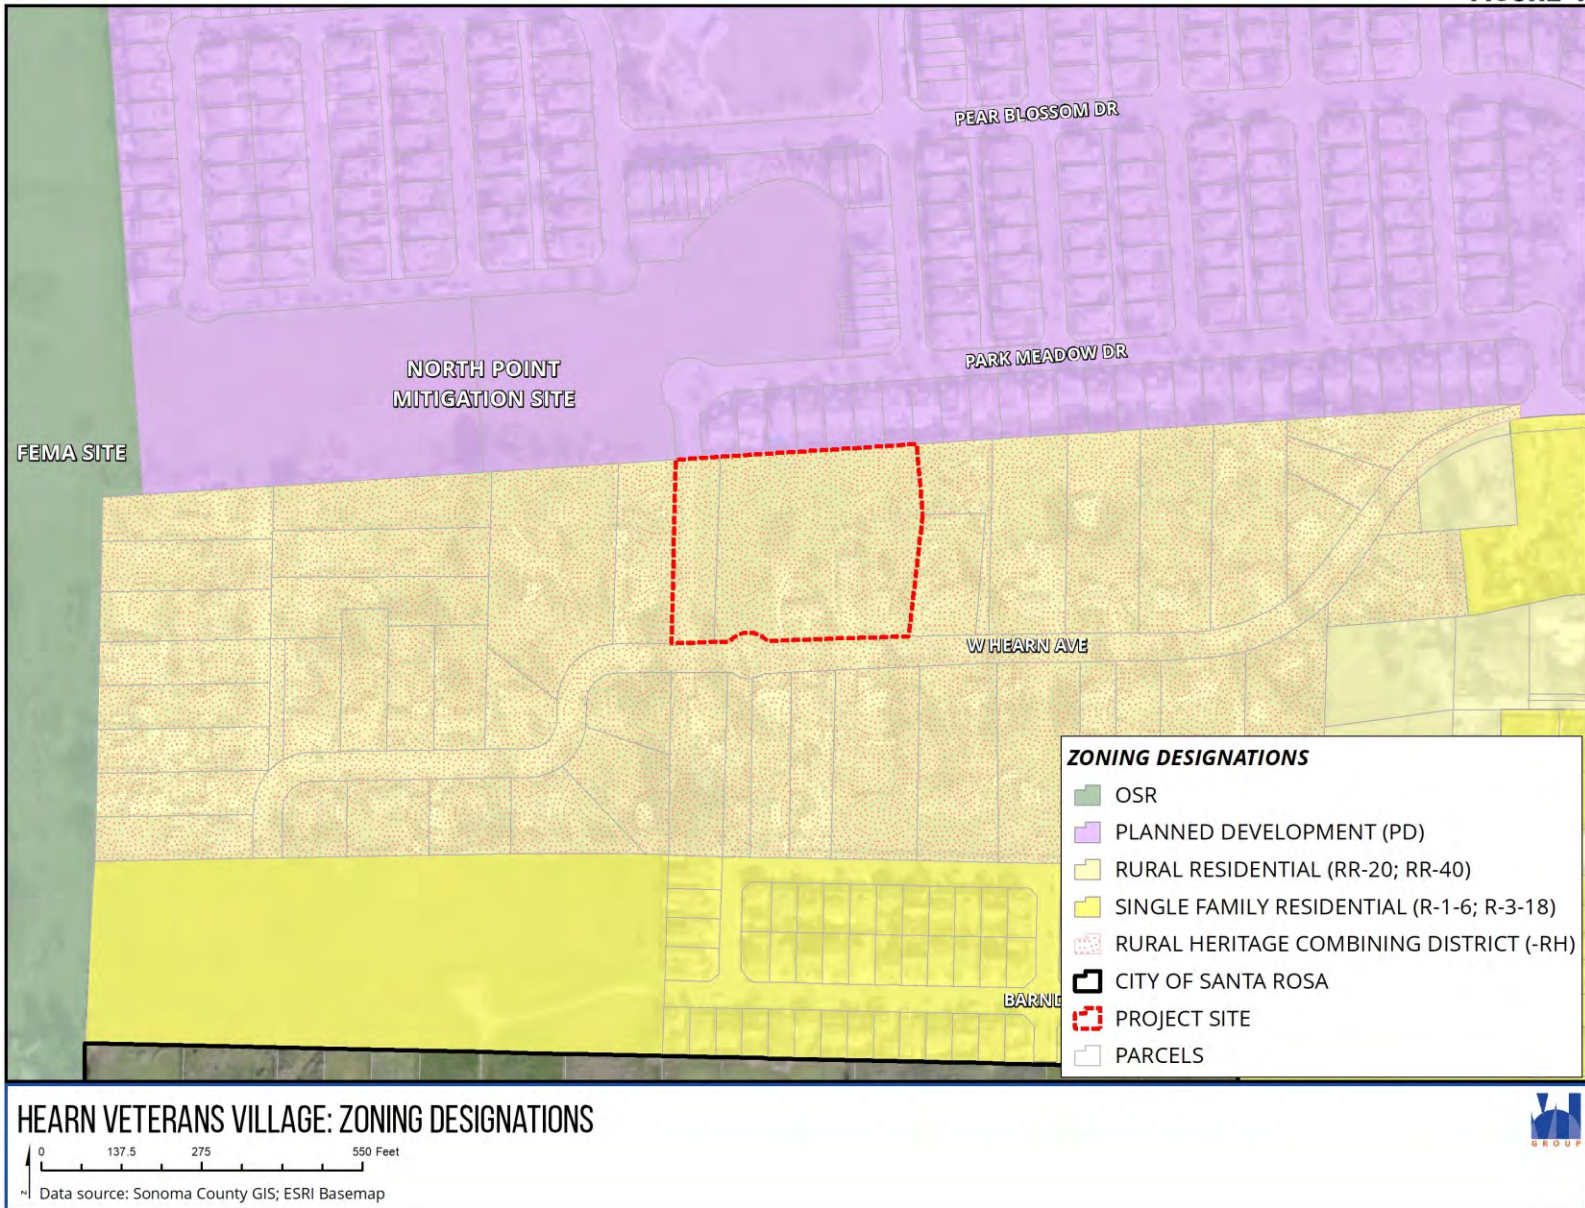 PEAR BLOSSOM DR
PARK MEADOW DR
NORTH POINT
MITIGATION SITE
FEMA SITE
W HEARN AVE
ZONING DESIGNATIONS
OSR
PLANNED DEVELOPMENT (PD)
RURAL RESIDENTIAL (RR-20; RR-40)
SINGLE FAMILY RESIDENTIAL (R-1-6; R-3-18)
RURAL HERITAGE COMBINING DISTRICT (-RH)
CITY OF SANTA ROSA
PROJECT SITE
PARCELS
BARND
HEARN VETERANS VILLAGE: ZONING DESIGNATIONS
0 137.5 275 550 Feet
N
Data source: Sonoma County GIS; ESRI Basemap
GROUP